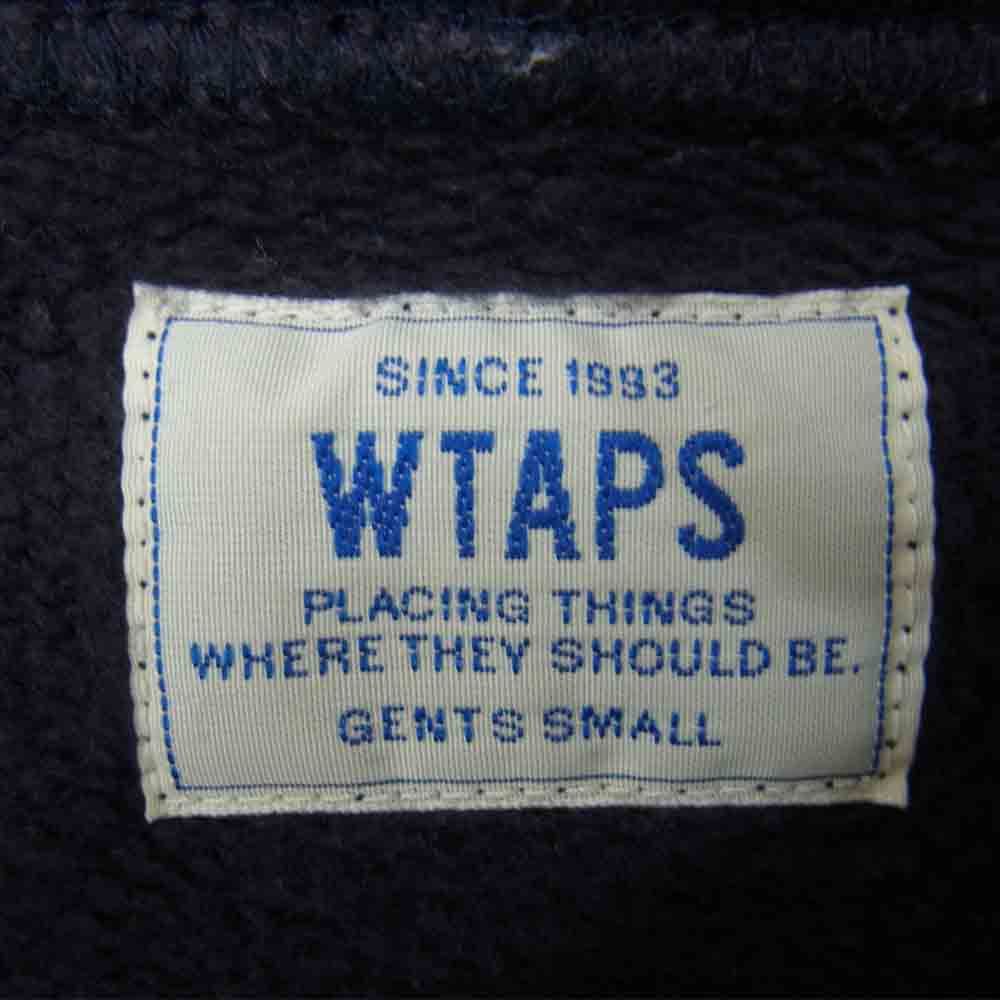 SINCE 1993
WTAPS
PLACING THINGS
WHERE THEY SHOULD BE.
GENTS SMALL